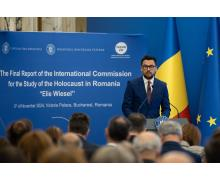 The Final Report of the International Commission
for the Study of the Holocaust in Romania
"Elie Wiesel"
November 2024, Victoria Palace, Bucharest, Romania